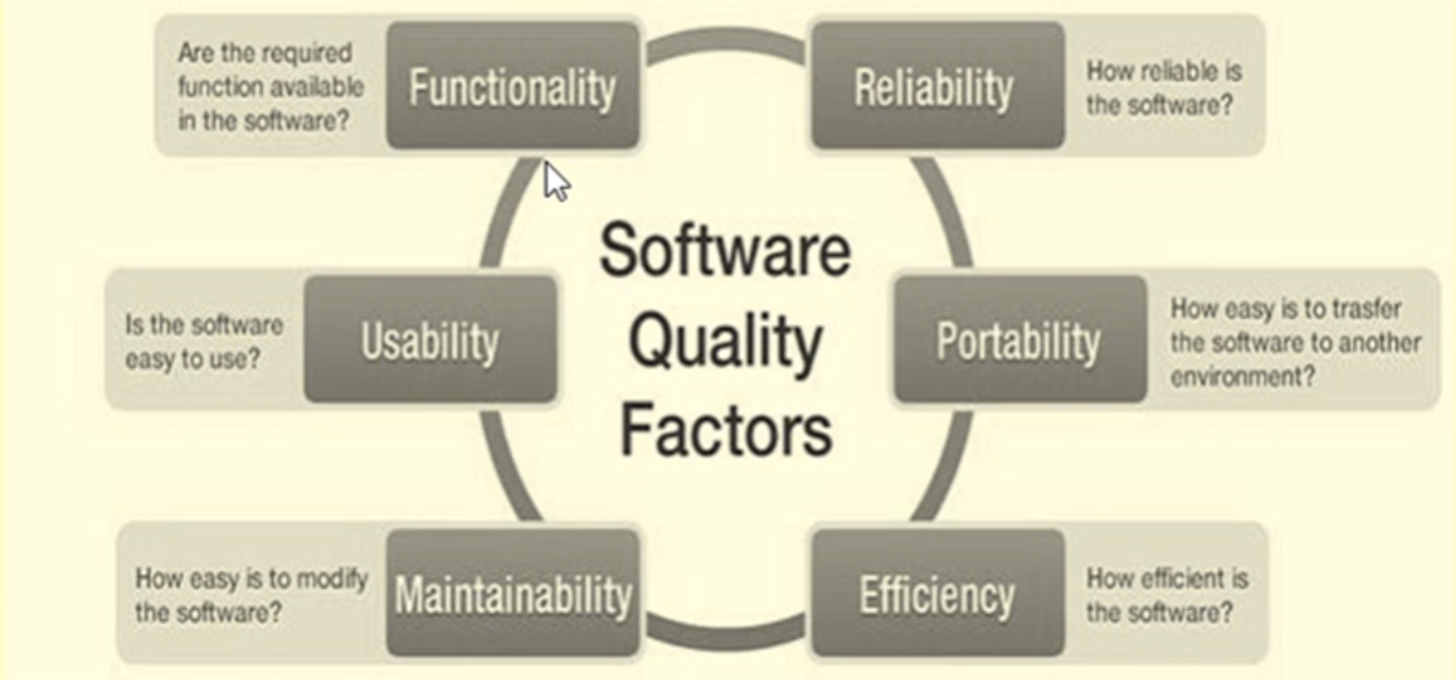 Are the required
function available
in the software?
Functionality
Reliability
How reliable is
the software?
Software
Quality
Factors
Is the software
easy to use?
Usability
Portability
How easy is to trasfer
the software to another
environment?
How easy is to modify
the software?
Maintainability
Efficiency
How efficient is
the software?